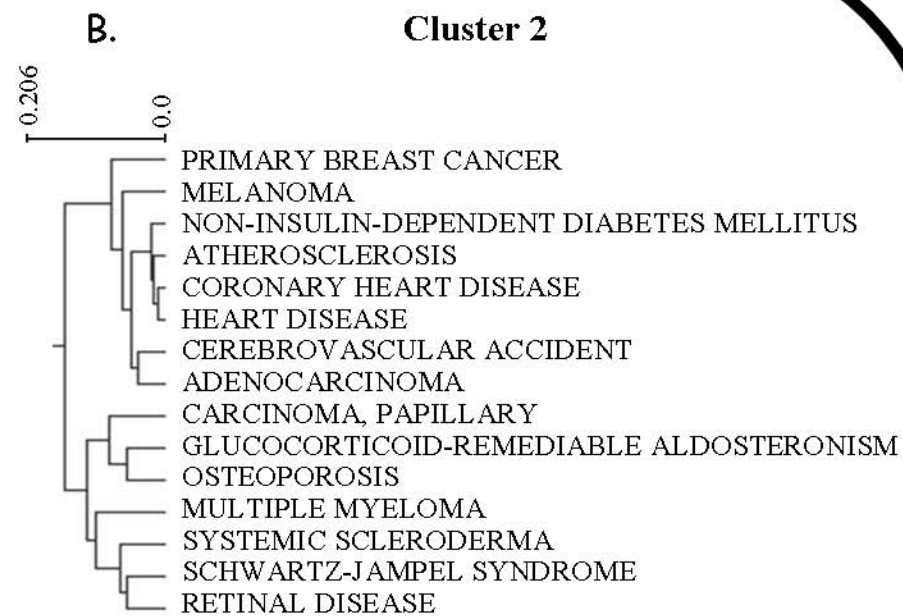 B.
Cluster 2
0.206
0.0
PRIMARY BREAST CANCER
MELANOMA
NON-INSULIN-DEPENDENT DIABETES MELLITUS
ATHEROSCLEROSIS
CORONARY HEART DISEASE
HEART DISEASE
CEREBROVASCULAR ACCIDENT
ADENOCARCINOMA
CARCINOMA, PAPILLARY
GLUCOCORTICOID-REMEDIABLE ALDOSTERONISM
OSTEOPOROSIS
MULTIPLE MYELOMA
SYSTEMIC SCLERODERMA
SCHWARTZ-JAMPEL SYNDROME
RETINAL DISEASE